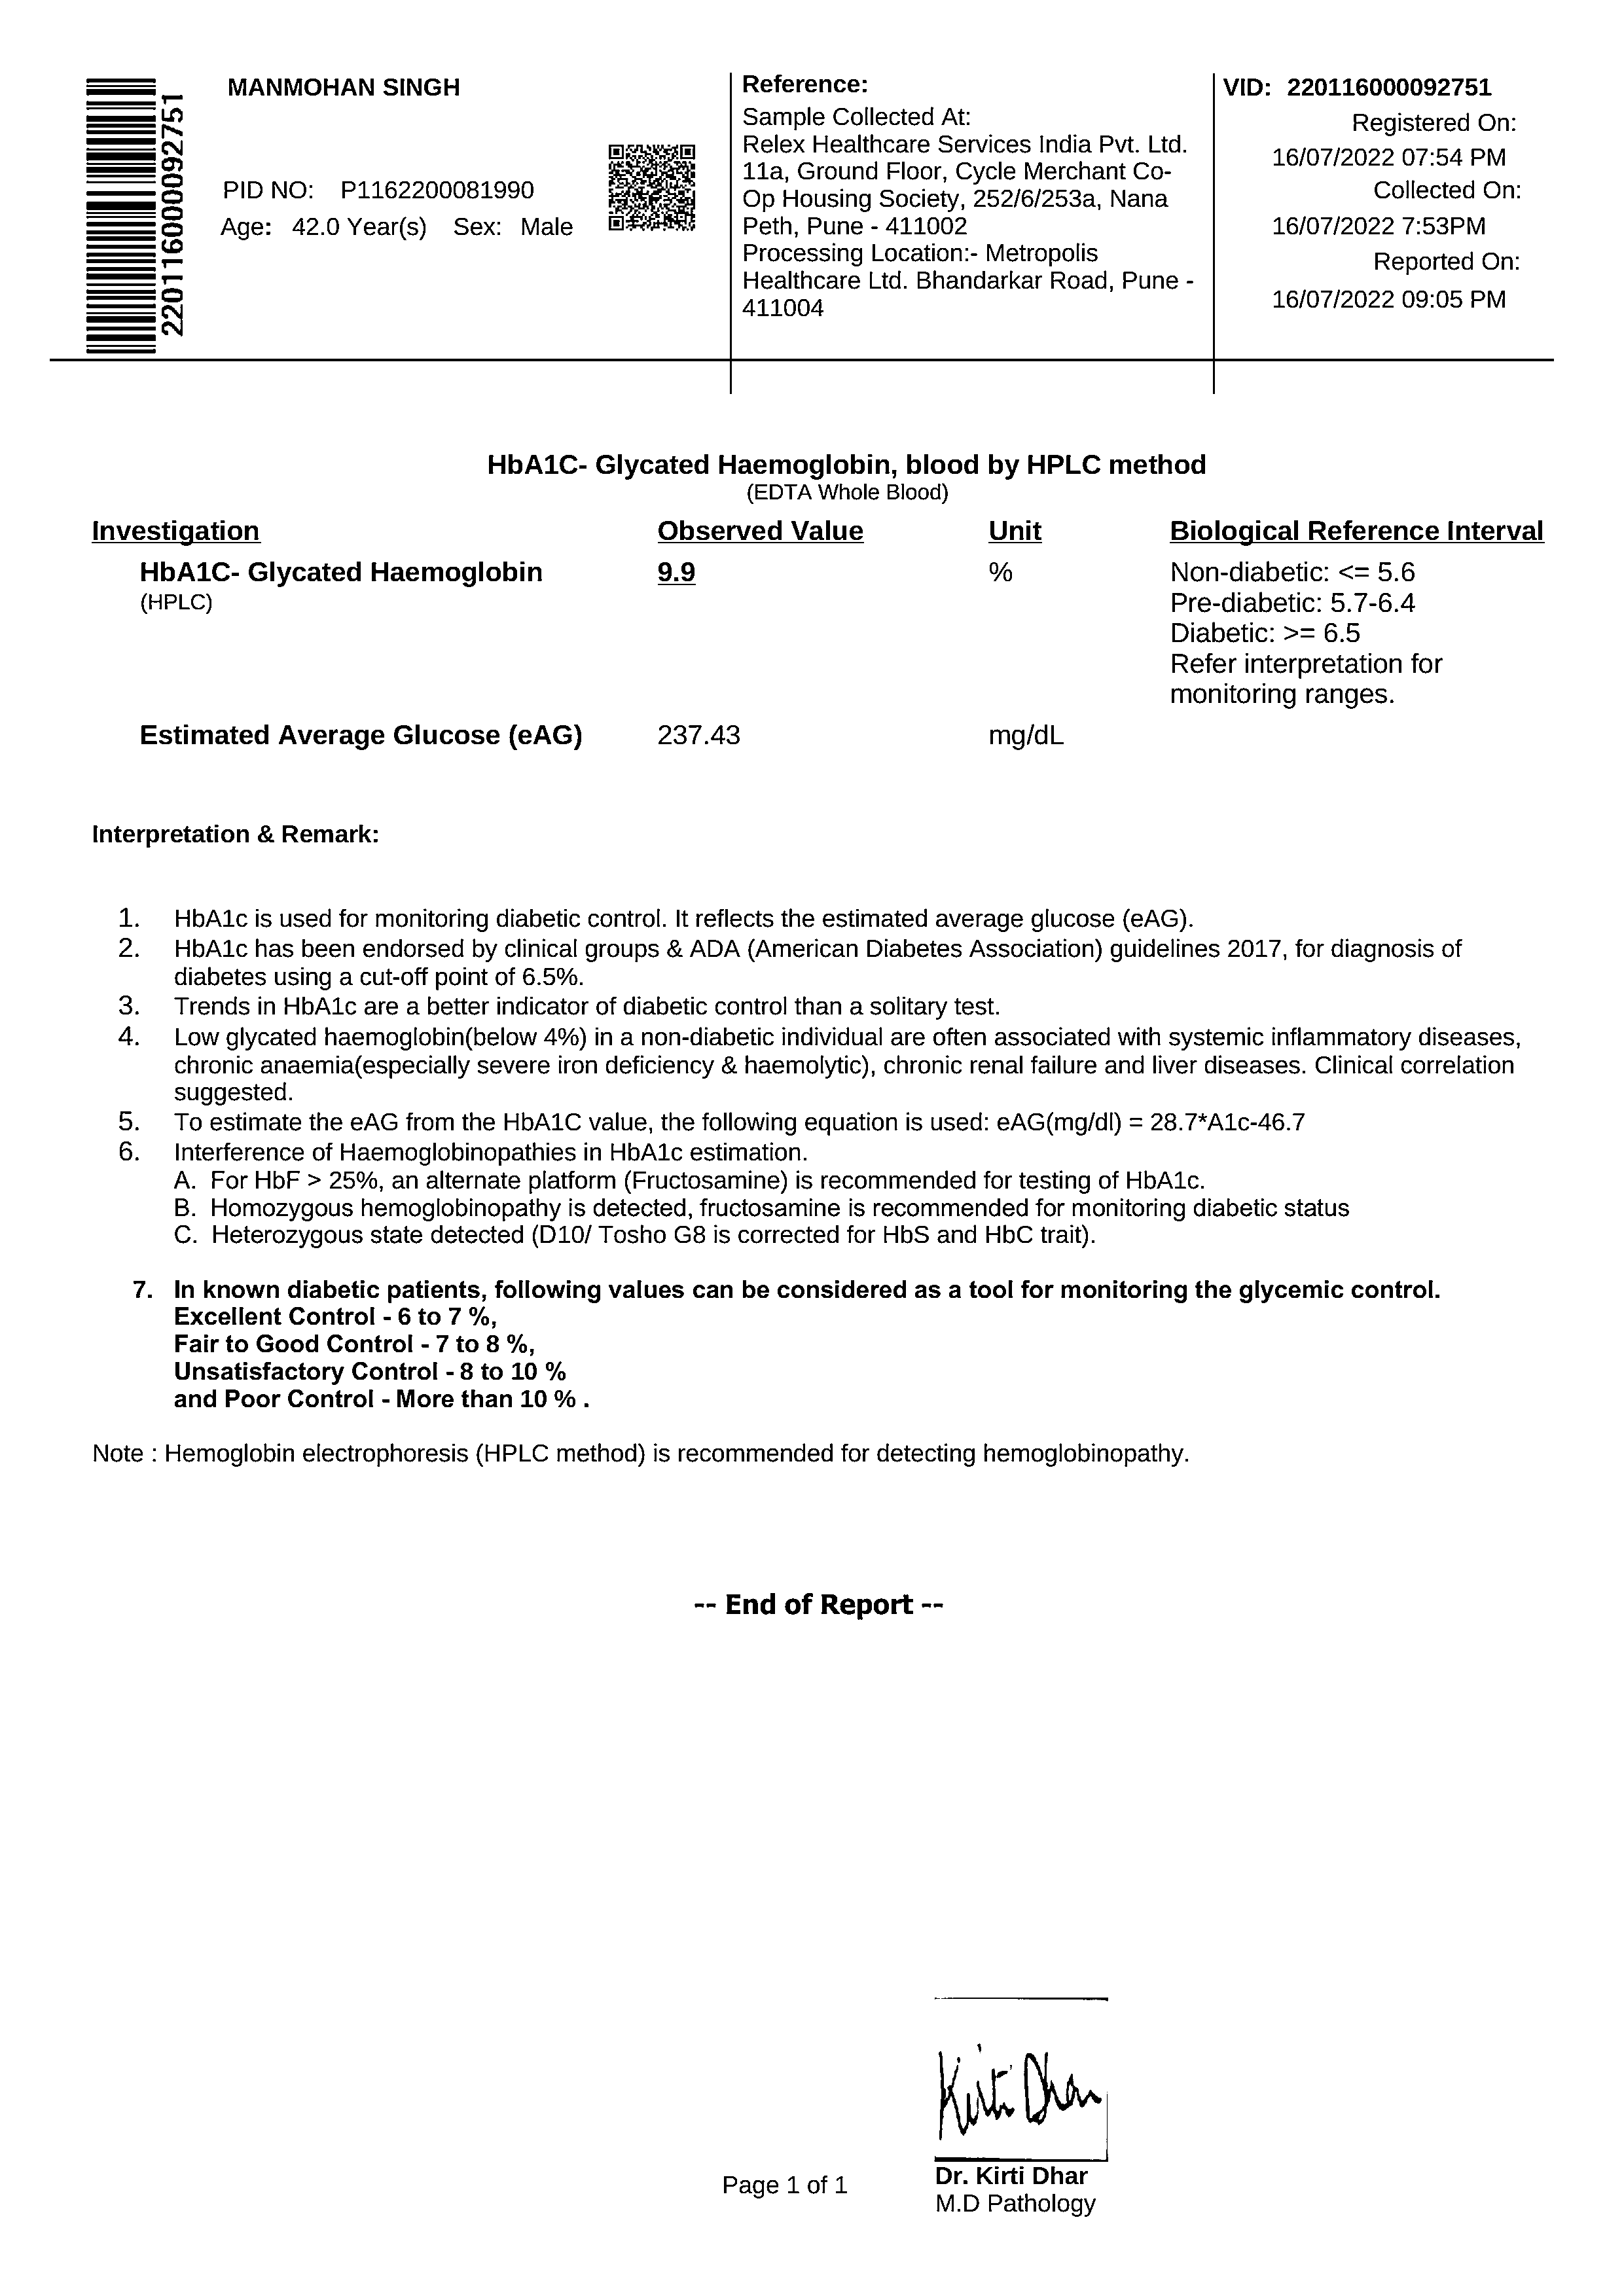 220116000092751
MANMOHAN SINGH
PID NO: P1162200081990
Age: 42.0 Year(s) Sex: Male
Reference:
Sample Collected At:
Relex Healthcare Services India Pvt. Ltd.
11a, Ground Floor, Cycle Merchant Co-
Op Housing Society, 252/6/253a, Nana
Peth, Pune - 411002
Processing Location:- Metropolis
Healthcare Ltd. Bhandarkar Road, Pune -
411004
VID: 220116000092751
Registered On:
16/07/2022 07:54 PM
Collected On:
16/07/2022 7:53PM
Reported On:
16/07/2022 09:05 PM
HbA1C- Glycated Haemoglobin, blood by HPLC method
(EDTA Whole Blood)
Investigation Observed Value Unit Biological Reference Interval
HbA1C- Glycated Haemoglobin 9.9 % Non-diabetic: <= 5.6
(HPLC) Pre-diabetic: 5.7-6.4
Diabetic: >= 6.5
Refer interpretation for
monitoring ranges.
Estimated Average Glucose (eAG) 237.43 mg/dL
Interpretation & Remark:
1. HbA1c is used for monitoring diabetic control. It reflects the estimated average glucose (eAG).
2. HbA1c has been endorsed by clinical groups & ADA (American Diabetes Association) guidelines 2017, for diagnosis of
diabetes using a cut-off point of 6.5%.
3. Trends in HbA1c are a better indicator of diabetic control than a solitary test.
4. Low glycated haemoglobin(below 4%) in a non-diabetic individual are often associated with systemic inflammatory diseases,
chronic anaemia(especially severe iron deficiency & haemolytic), chronic renal failure and liver diseases. Clinical correlation
suggested.
5. To estimate the eAG from the HbA1C value, the following equation is used: eAG(mg/dl) = 28.7*A1c-46.7
6. Interference of Haemoglobinopathies in HbA1c estimation.
A. For HbF > 25%, an alternate platform (Fructosamine) is recommended for testing of HbA1c.
B. Homozygous hemoglobinopathy is detected, fructosamine is recommended for monitoring diabetic status
C. Heterozygous state detected (D10/ Tosho G8 is corrected for HbS and HbC trait).
7. In known diabetic patients, following values can be considered as a tool for monitoring the glycemic control.
Excellent Control - 6 to 7 %,
Fair to Good Control - 7 to 8 %,
Unsatisfactory Control - 8 to 10 %
and Poor Control - More than 10 % .
Note : Hemoglobin electrophoresis (HPLC method) is recommended for detecting hemoglobinopathy.
-- End of Report --
Kirti Dhar
Dr. Kirti Dhar
M.D Pathology
Page 1 of 1